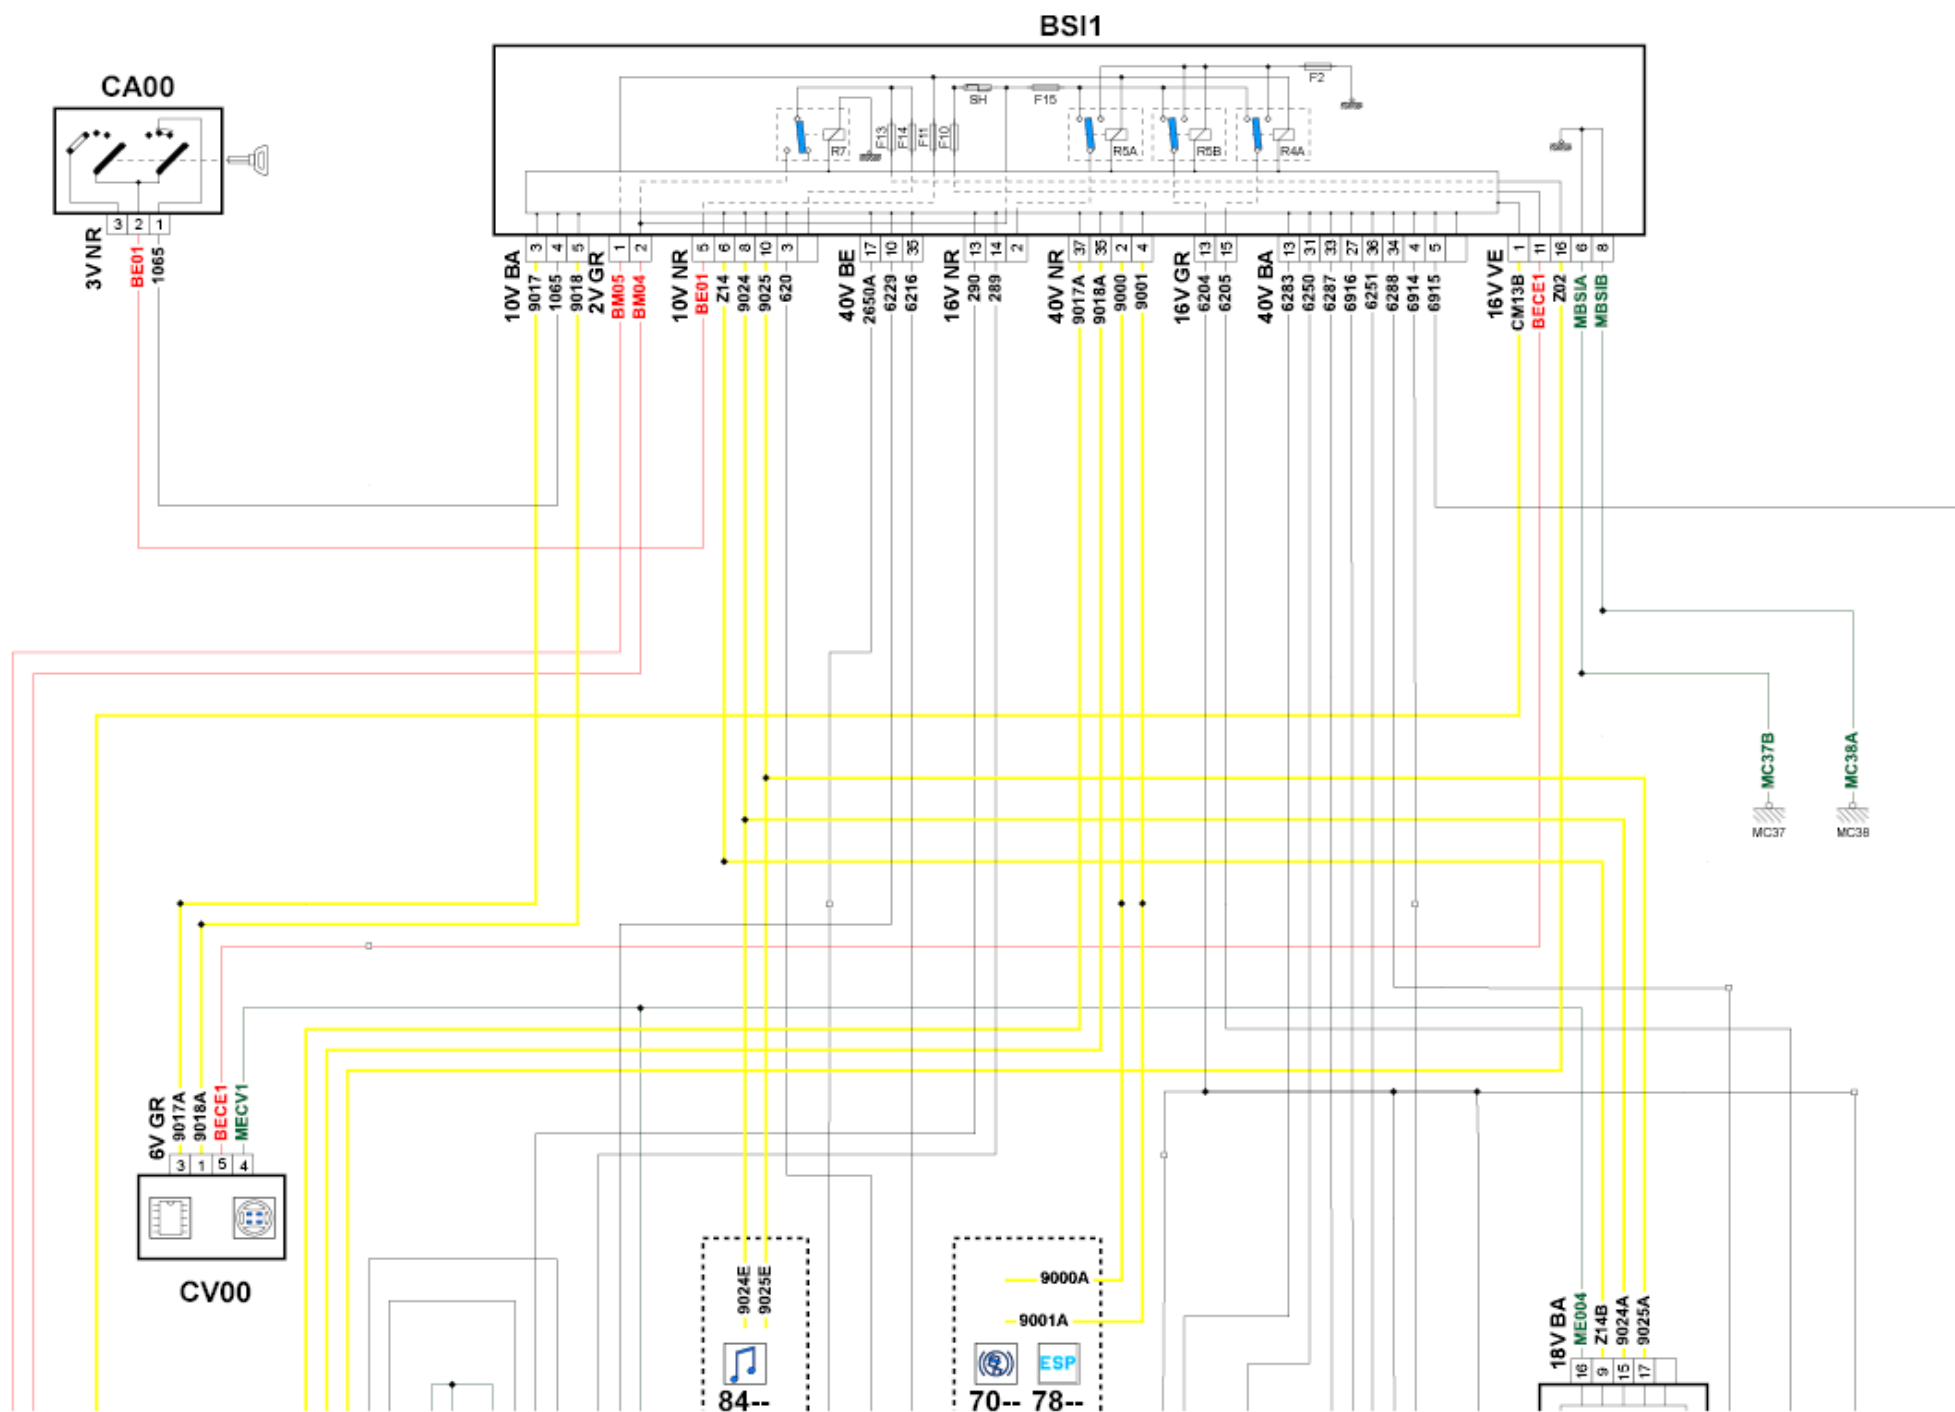 BSI1
CA00
F2
SH
F15
F13
F14
F11
F10
R7
R5A
R5B
R4A
3 2 1
3V NR
BE01
1065
3 4 5
10V BA
9017
1065
9018
1 2
2V GR
BM05
BM04
5 6 8 10 3
10V NR
BE01
Z14
9024
9025
620
17 10 35
40V BE
2650A
6229
6216
13 14 2
16V NR
290
289
37 35 2 4
40V NR
9017A
9018A
9000
9001
13 15
16V GR
6204
6205
13 31 33 27 36 34 4 5
40V BA
6283
6250
6287
6916
6251
6288
6914
6915
1 11 16 6 8
16V VE
CM13B
BECE1
Z02
MBSIA
MBSIB
MC37B
MC38A
MC37
MC38
6V GR
9017A
9018A
BECE1
MECV1
3 1 5 4
CV00
9024E
9025E
84--
9000A
9001A
ESP
70-- 78--
18V BA
ME004
Z14B
9024A
9025A
16 9 15 17